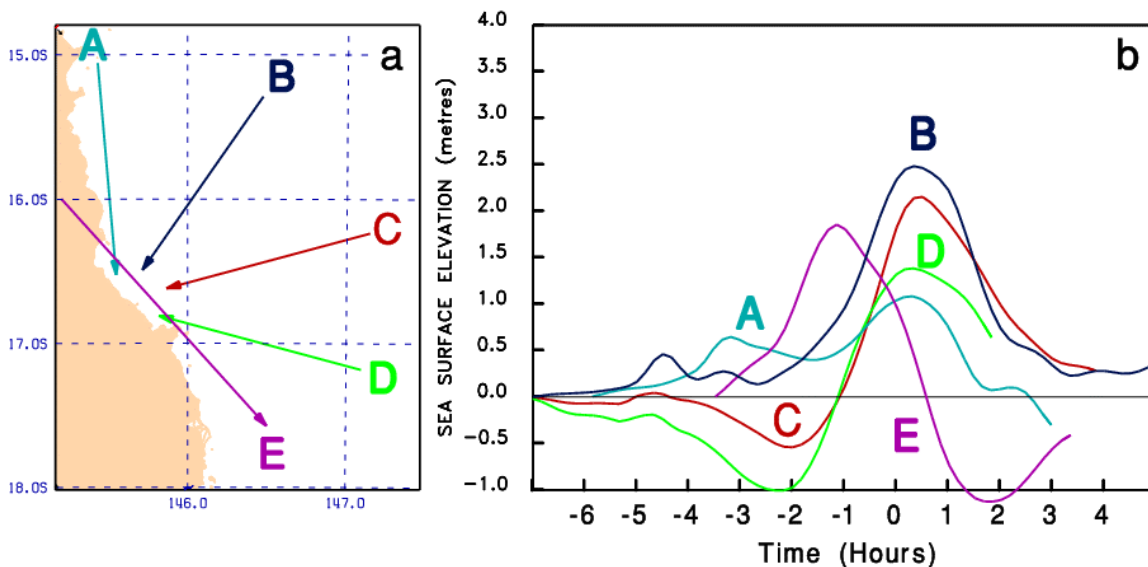 a
15.0S
16.0S
17.0S
18.0S
146.0
147.0
A
B
C
D
E
b
SEA SURFACE ELEVATION (metres)
4.0
3.5
3.0
2.5
2.0
1.5
1.0
0.5
0.0
-0.5
-1.0
B
D
A
C
E
-6 -5 -4 -3 -2 -1 0 1 2 3 4
Time (Hours)